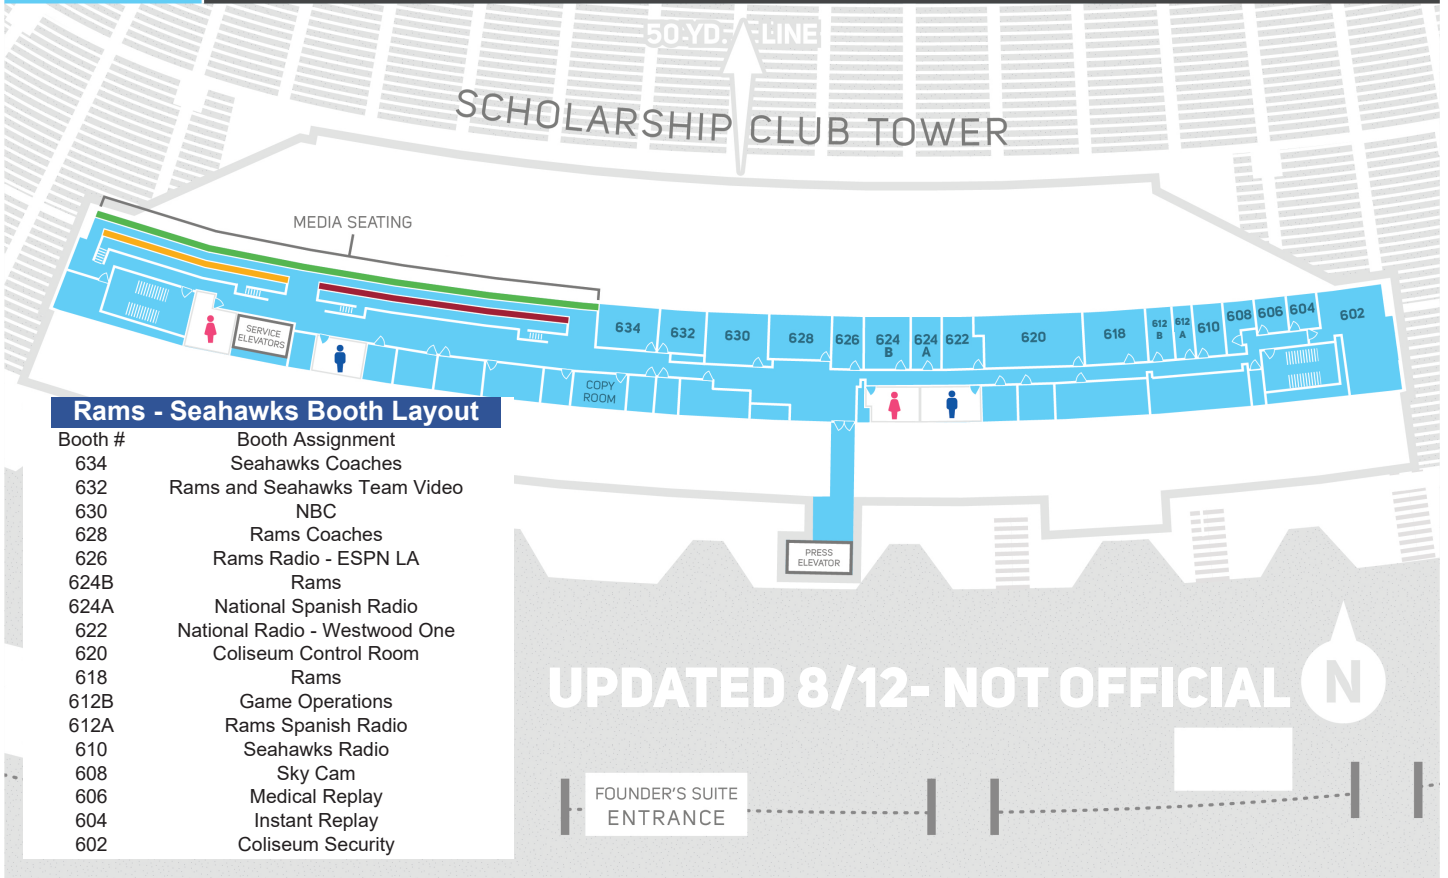 50 YD. LINE
SCHOLARSHIP CLUB TOWER
MEDIA SEATING
SERVICE
ELEVATORS
634
632
630
628
626
624
B
624
A
622
620
618
612
B
612
A
610
608
606
604
602
COPY
ROOM
PRESS
ELEVATOR
Rams - Seahawks Booth Layout
Booth # Booth Assignment
634 Seahawks Coaches
632 Rams and Seahawks Team Video
630 NBC
628 Rams Coaches
626 Rams Radio - ESPN LA
624B Rams
624A National Spanish Radio
622 National Radio - Westwood One
620 Coliseum Control Room
618 Rams
612B Game Operations
612A Rams Spanish Radio
610 Seahawks Radio
608 Sky Cam
606 Medical Replay
604 Instant Replay
602 Coliseum Security
UPDATED 8/12- NOT OFFICIAL
N
FOUNDER'S SUITE
ENTRANCE